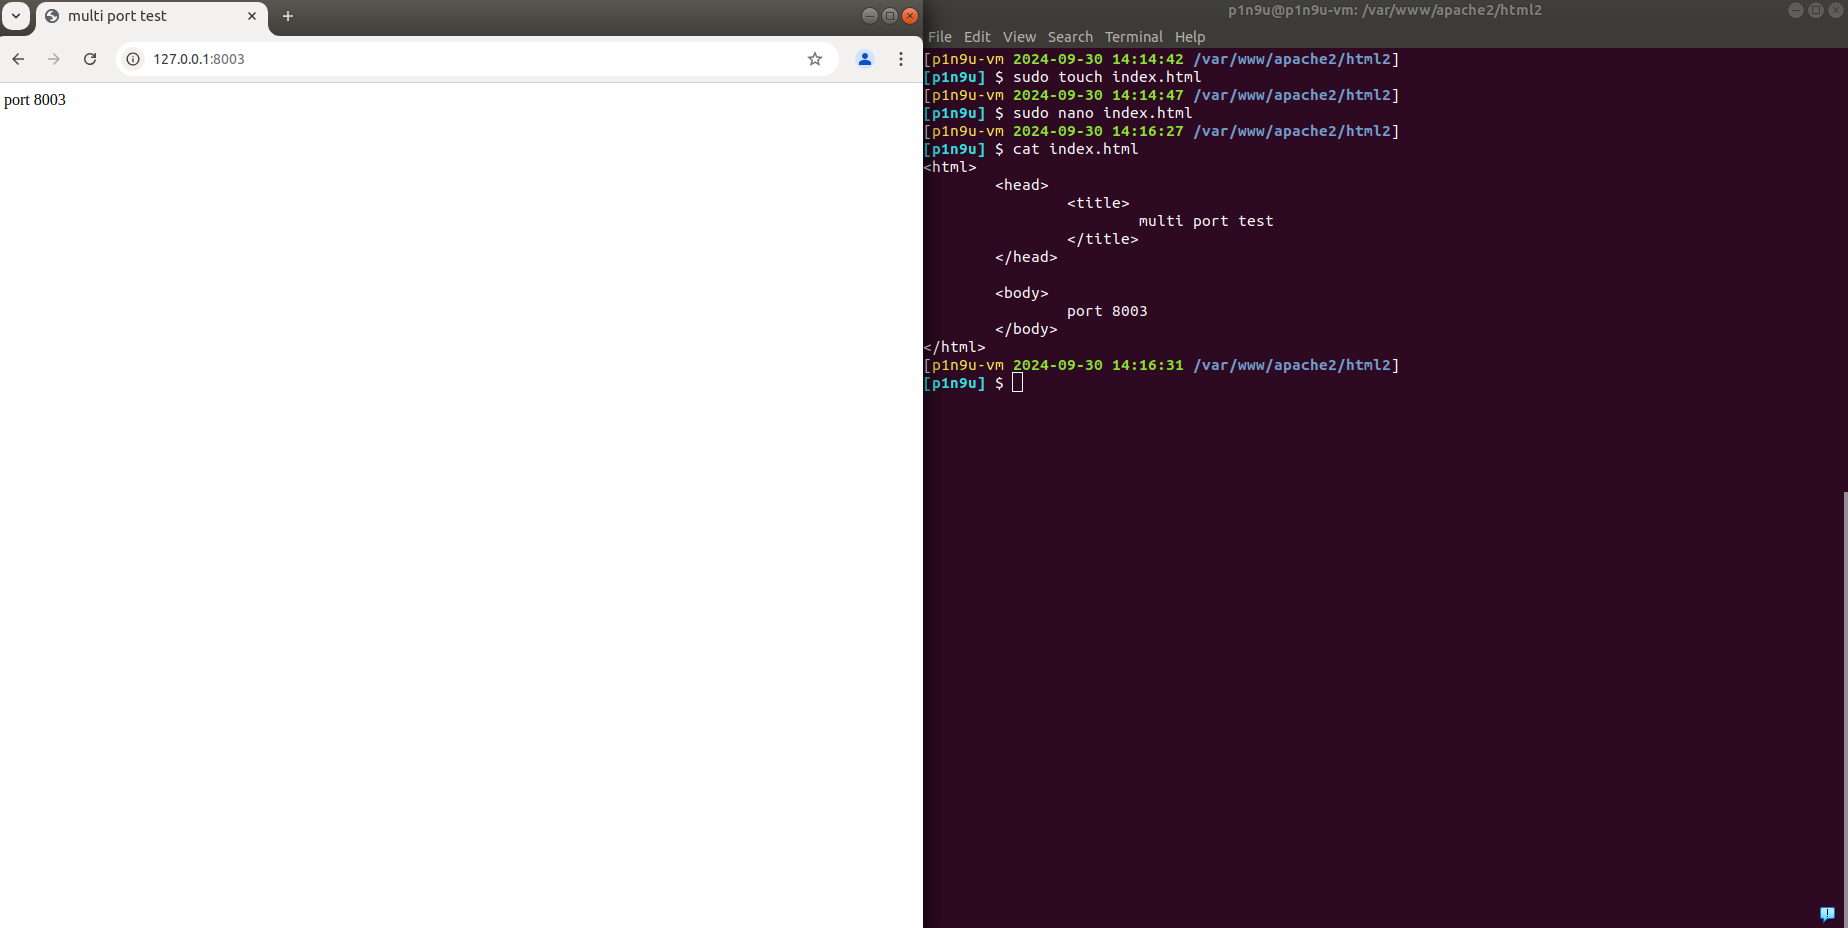 multi port test
127.0.0.1:8003
port 8003
p1n9u@p1n9u-vm: /var/www/apache2/html2
File Edit View Search Terminal Help
[p1n9u-vm 2024-09-30 14:14:42 /var/www/apache2/html2]
[p1n9u] $ sudo touch index.html
[p1n9u-vm 2024-09-30 14:14:47 /var/www/apache2/html2]
[p1n9u] $ sudo nano index.html
[p1n9u-vm 2024-09-30 14:16:27 /var/www/apache2/html2]
[p1n9u] $ cat index.html
<html>
<head>
<title>
multi port test
</title>
</head>
<body>
port 8003
</body>
</html>
[p1n9u-vm 2024-09-30 14:16:31 /var/www/apache2/html2]
[p1n9u] $